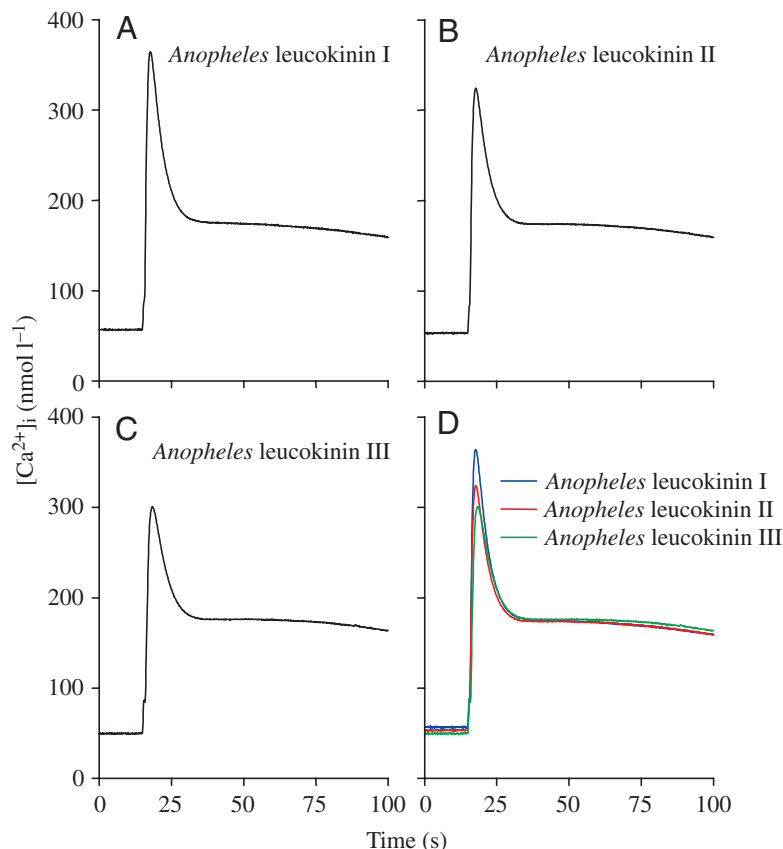 A
Anopheles leucokinin I
B
Anopheles leucokinin II
400
300
200
100
0
C
Anopheles leucokinin III
D
Anopheles leucokinin I
Anopheles leucokinin II
Anopheles leucokinin III
400
300
200
100
0
[Ca²⁺]ᵢ (nmol l⁻¹)
0 25 50 75 100
0 25 50 75 100
Time (s)